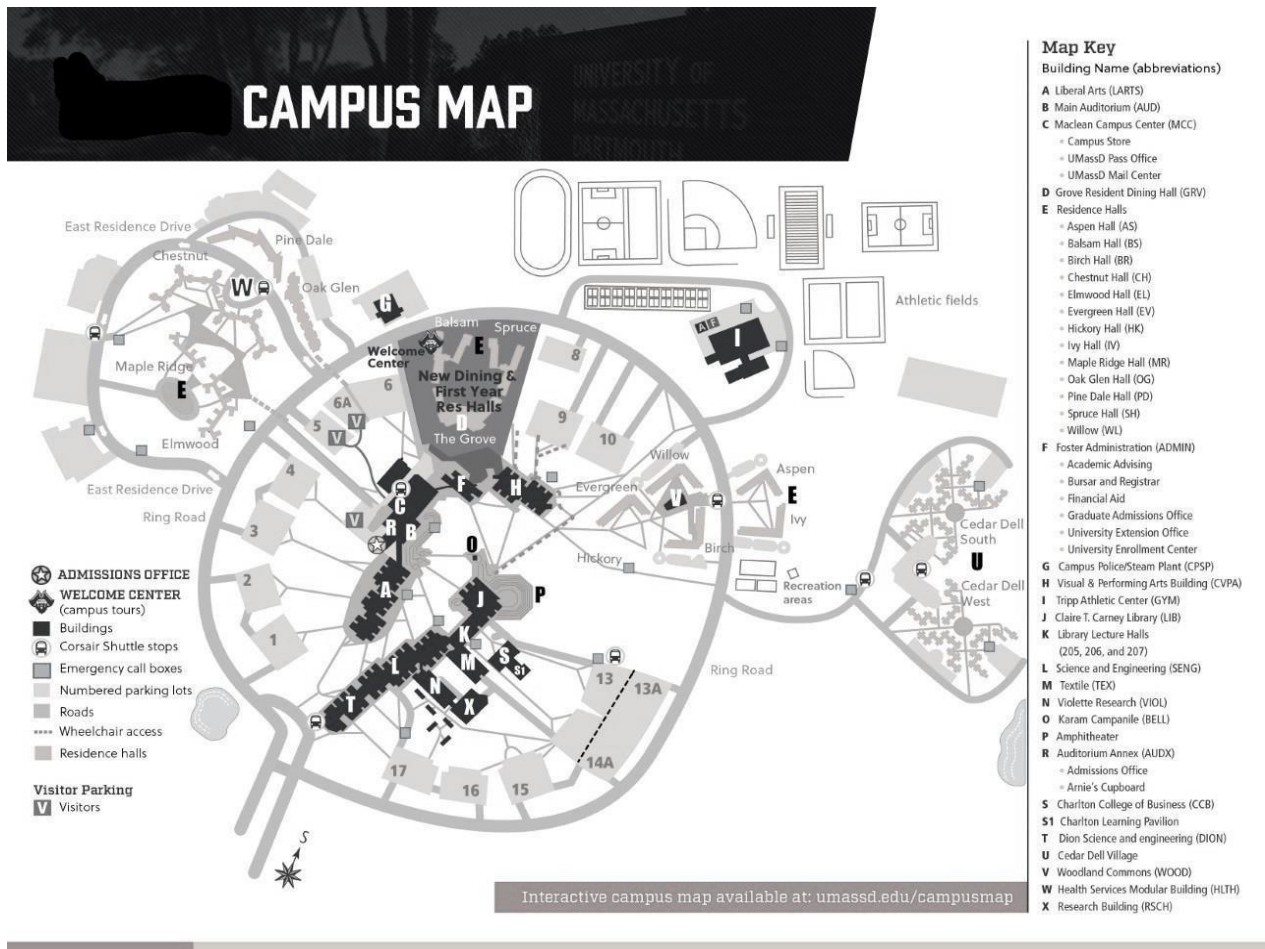 CAMPUS MAP
UNIVERSITY OF
MASSACHUSETTS
DARTMOUTH
East Residence Drive
Pine Dale
Chestnut
W
Oak Glen
G
Balsam
Spruce
Welcome
Center
E
New Dining &
First Year
Res Halls
D
The Grove
Maple Ridge
E
Elmwood
East Residence Drive
Ring Road
6
6A
5
V
V
4
3
2
1
8
9
10
A F
I
Athletic fields
Willow
Aspen
Evergreen
V
E
Ivy
Birch
Hickory
Recreation
areas
Cedar Dell
South
U
Cedar Dell
West
C
F
H
V
R
B
O
A
J
P
K
L
M
S
S1
N
T
X
Ring Road
13
13A
14A
17
16
15
ADMISSIONS OFFICE
WELCOME CENTER
(campus tours)
Buildings
Corsair Shuttle stops
Emergency call boxes
Numbered parking lots
Roads
Wheelchair access
Residence halls
Visitor Parking
V Visitors
S
Interactive campus map available at: umassd.edu/campusmap
Map Key
Building Name (abbreviations)
A Liberal Arts (LARTS)
B Main Auditorium (AUD)
C Maclean Campus Center (MCC)
Campus Store
UMassD Pass Office
UMassD Mail Center
D Grove Resident Dining Hall (GRV)
E Residence Halls
Aspen Hall (AS)
Balsam Hall (BS)
Birch Hall (BR)
Chestnut Hall (CH)
Elmwood Hall (EL)
Evergreen Hall (EV)
Hickory Hall (HK)
Ivy Hall (IV)
Maple Ridge Hall (MR)
Oak Glen Hall (OG)
Pine Dale Hall (PD)
Spruce Hall (SH)
Willow (WL)
F Foster Administration (ADMIN)
Academic Advising
Bursar and Registrar
Financial Aid
Graduate Admissions Office
University Extension Office
University Enrollment Center
G Campus Police/Steam Plant (CPSP)
H Visual & Performing Arts Building (CVPA)
I Tripp Athletic Center (GYM)
J Claire T. Carney Library (LIB)
K Library Lecture Halls
(205, 206, and 207)
L Science and Engineering (SENG)
M Textile (TEX)
N Violette Research (VIOL)
O Karam Campanile (BELL)
P Amphitheater
R Auditorium Annex (AUDX)
Admissions Office
Arnie's Cupboard
S Charlton College of Business (CCB)
S1 Charlton Learning Pavilion
T Dion Science and engineering (DION)
U Cedar Dell Village
V Woodland Commons (WOOD)
W Health Services Modular Building (HLTH)
X Research Building (RSCH)